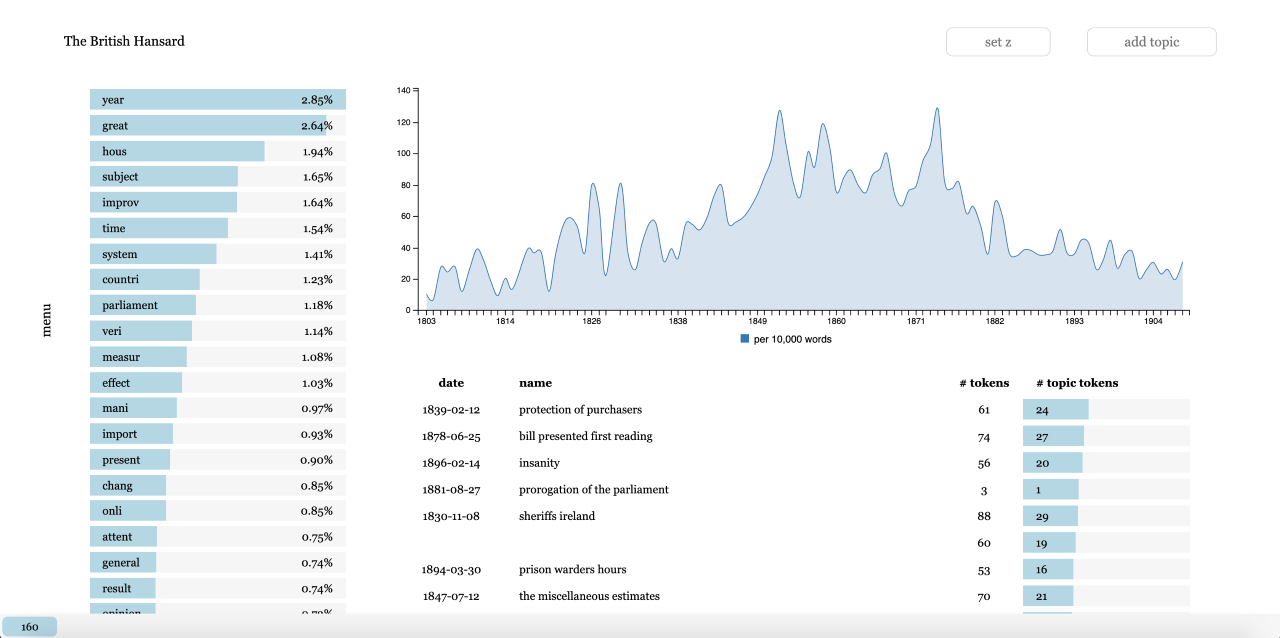 The British Hansard
set z
add topic
menu
year 2.85%
great 2.64%
hous 1.94%
subject 1.65%
improv 1.64%
time 1.54%
system 1.41%
countri 1.23%
parliament 1.18%
veri 1.14%
measur 1.08%
effect 1.03%
mani 0.97%
import 0.93%
present 0.90%
chang 0.85%
onli 0.85%
attent 0.75%
general 0.74%
result 0.74%
opinion
160
140
120
100
80
60
40
20
0
1803 1814 1826 1838 1849 1860 1871 1882 1893 1904
per 10,000 words
date name # tokens # topic tokens
1839-02-12 protection of purchasers 61 24
1878-06-25 bill presented first reading 74 27
1896-02-14 insanity 56 20
1881-08-27 prorogation of the parliament 3 1
1830-11-08 sheriffs ireland 88 29
60 19
1894-03-30 prison warders hours 53 16
1847-07-12 the miscellaneous estimates 70 21